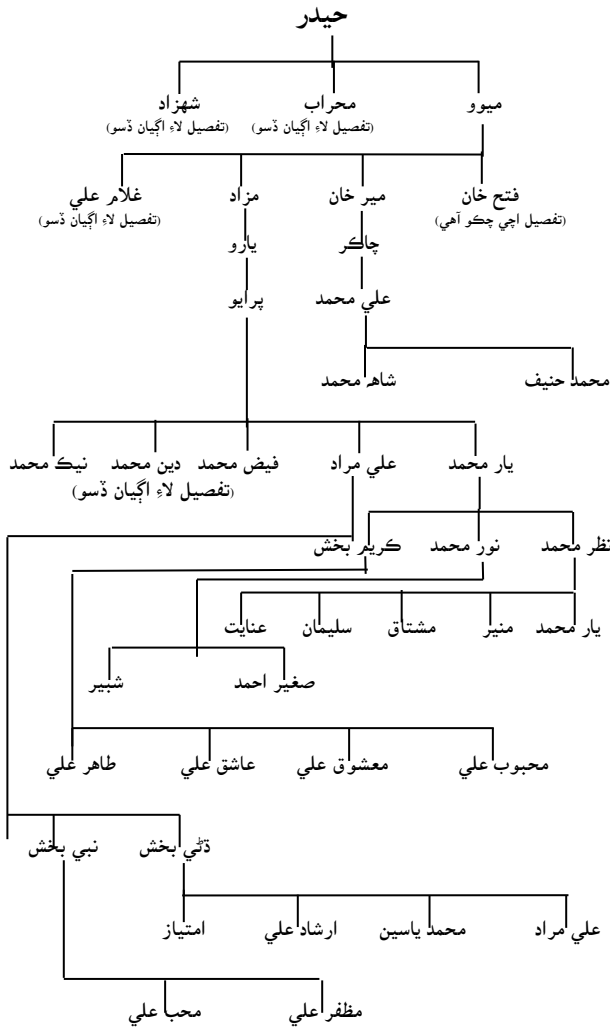 حيدر
ميوو محراب شهزاد
(تفصيل لاءِ اڳيان ڏسو) (تفصيل لاءِ اڳيان ڏسو)
فتح خان مير خان مزاد غلام علي
(تفصيل اچي چڪو آهي) (تفصيل لاءِ اڳيان ڏسو)
چاڪر يارو
علي محمد پرايو
محمد حنيف شاهه محمد
يار محمد علي مراد فيض محمد دين محمد نيڪ محمد
(تفصيل لاءِ اڳيان ڏسو)
نظر محمد نور محمد ڪريم بخش
يار محمد منير مشتاق سليمان عنايت
صغير احمد شبير
محبوب علي معشوق علي عاشق علي طاهر علي
ڌڻي بخش نبي بخش
علي مراد محمد ياسين ارشاد علي امتياز
مظفر علي محب علي